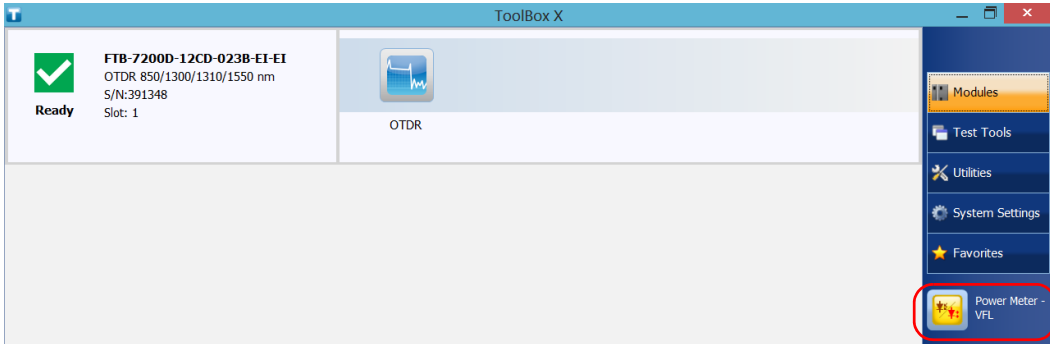 ToolBox X
FTB-7200D-12CD-023B-EI-EI
OTDR 850/1300/1310/1550 nm
S/N:391348
Slot: 1
Ready
OTDR
Modules
Test Tools
Utilities
System Settings
Favorites
Power Meter -
VFL